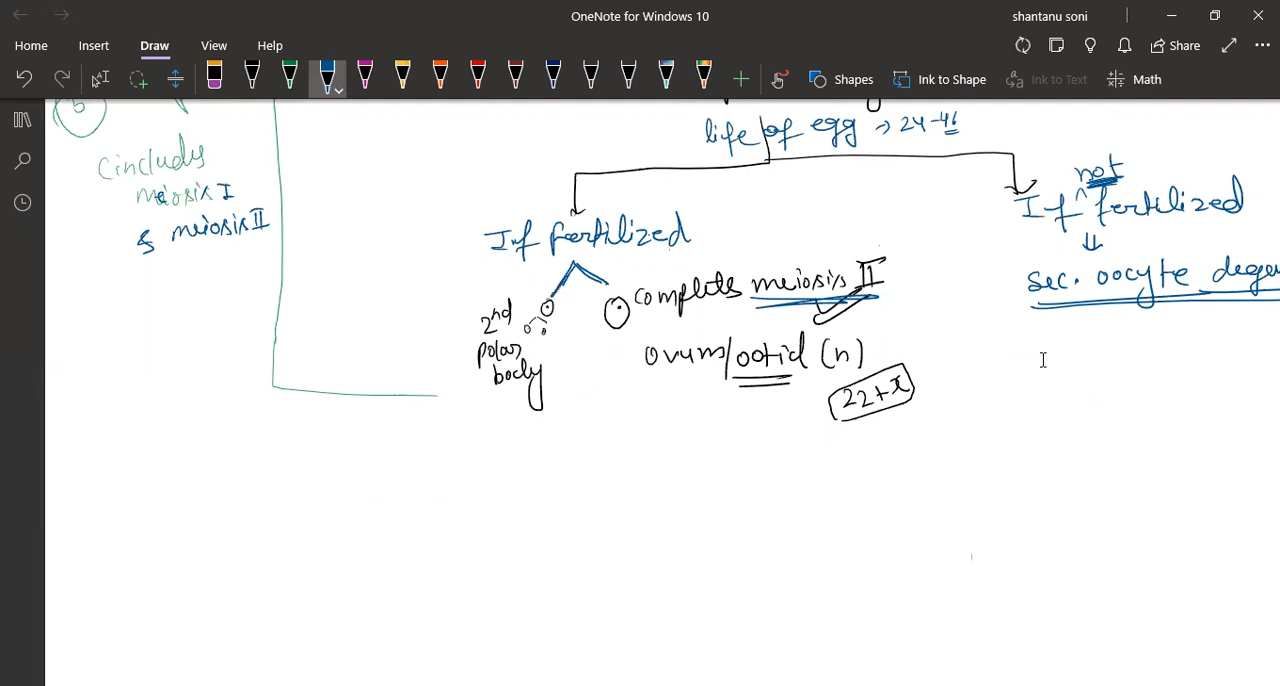 OneNote for Windows 10
shantanu soni
Home Insert Draw View Help
Share
Shapes
Ink to Shape
Ink to Text
Math
5
life of egg → 24-46
Cincludes
meiosis I
& meiosis II
If fertilized
not
If ^ fertilized
⇓
sec. oocyte degen
complete meiosis II
2nd
polar
body
ovum/ootid (n)
22+x